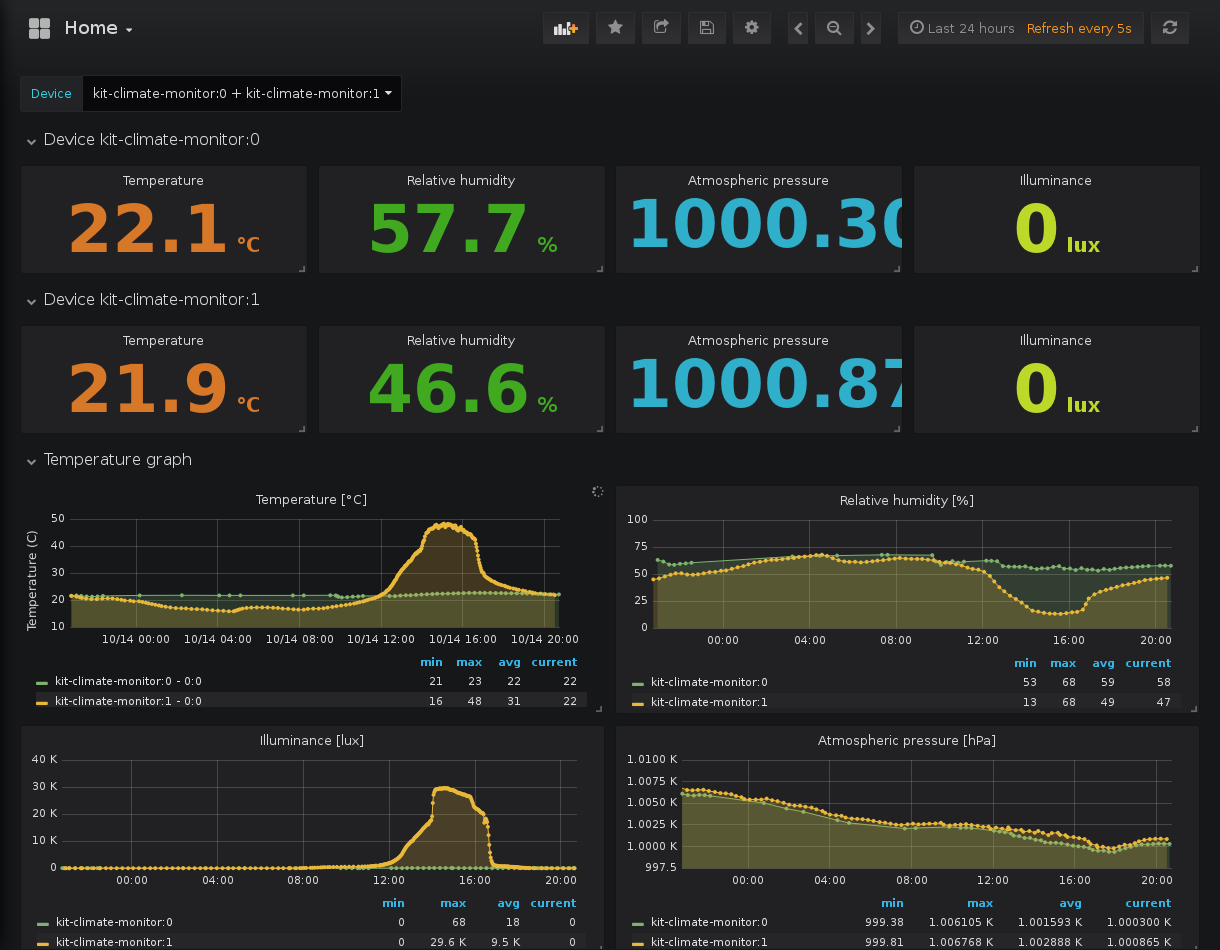 Home
Last 24 hours Refresh every 5s
Device kit-climate-monitor:0 + kit-climate-monitor:1
Device kit-climate-monitor:0
Temperature Relative humidity Atmospheric pressure Illuminance
22.1 °C 57.7 % 1000.30 0 lux
Device kit-climate-monitor:1
Temperature Relative humidity Atmospheric pressure Illuminance
21.9 °C 46.6 % 1000.87 0 lux
Temperature graph
Temperature [°C]
Temperature (C)
50
40
30
20
10
10/14 00:00 10/14 04:00 10/14 08:00 10/14 12:00 10/14 16:00 10/14 20:00
min max avg current
kit-climate-monitor:0 - 0:0 21 23 22 22
kit-climate-monitor:1 - 0:0 16 48 31 22
Relative humidity [%]
100
75
50
25
0
00:00 04:00 08:00 12:00 16:00 20:00
min max avg current
kit-climate-monitor:0 53 68 59 58
kit-climate-monitor:1 13 68 49 47
Illuminance [lux]
40 K
30 K
20 K
10 K
0
00:00 04:00 08:00 12:00 16:00 20:00
min max avg current
kit-climate-monitor:0 0 68 18 0
kit-climate-monitor:1 0 29.6 K 9.5 K 0
Atmospheric pressure [hPa]
1.0100 K
1.0075 K
1.0050 K
1.0025 K
1.0000 K
997.5
00:00 04:00 08:00 12:00 16:00 20:00
min max avg current
kit-climate-monitor:0 999.38 1.006105 K 1.001593 K 1.000300 K
kit-climate-monitor:1 999.81 1.006768 K 1.002888 K 1.000865 K